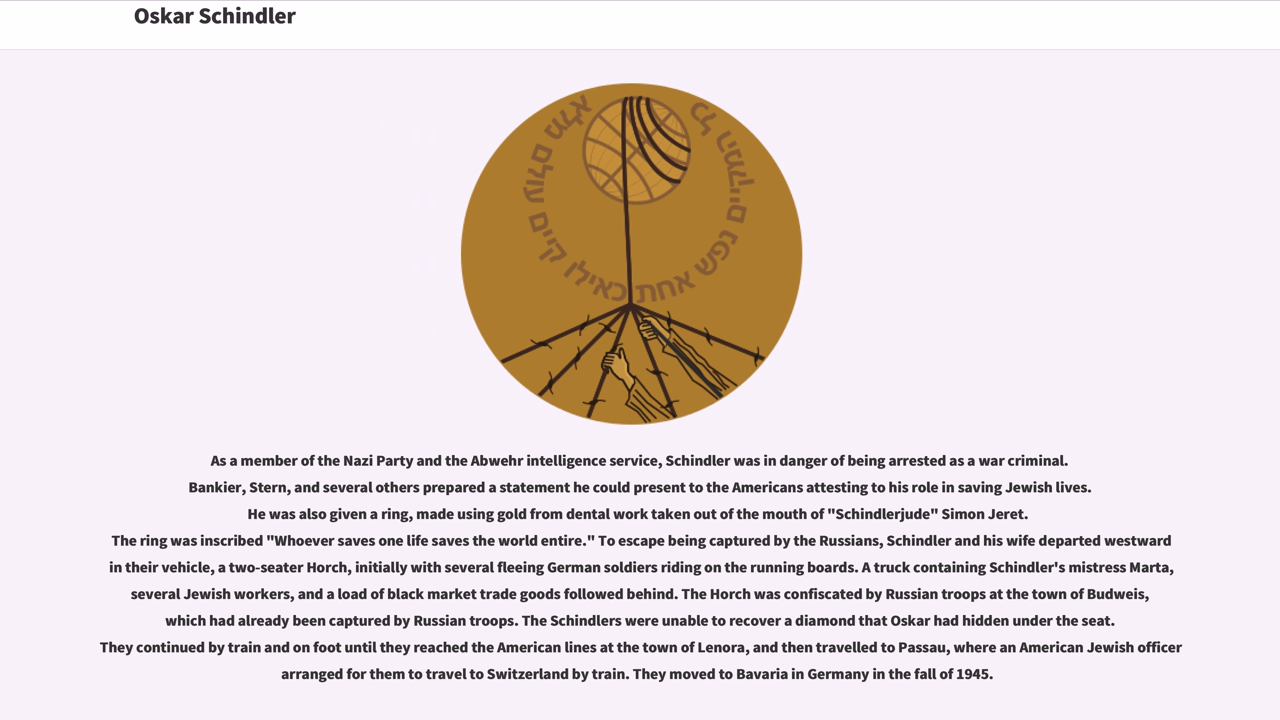 Oskar Schindler
כל המקיים נפש אחת כאילו קיים עולם מלא
As a member of the Nazi Party and the Abwehr intelligence service, Schindler was in danger of being arrested as a war criminal.
Bankier, Stern, and several others prepared a statement he could present to the Americans attesting to his role in saving Jewish lives.
He was also given a ring, made using gold from dental work taken out of the mouth of "Schindlerjude" Simon Jeret.
The ring was inscribed "Whoever saves one life saves the world entire." To escape being captured by the Russians, Schindler and his wife departed westward
in their vehicle, a two-seater Horch, initially with several fleeing German soldiers riding on the running boards. A truck containing Schindler's mistress Marta,
several Jewish workers, and a load of black market trade goods followed behind. The Horch was confiscated by Russian troops at the town of Budweis,
which had already been captured by Russian troops. The Schindlers were unable to recover a diamond that Oskar had hidden under the seat.
They continued by train and on foot until they reached the American lines at the town of Lenora, and then travelled to Passau, where an American Jewish officer
arranged for them to travel to Switzerland by train. They moved to Bavaria in Germany in the fall of 1945.